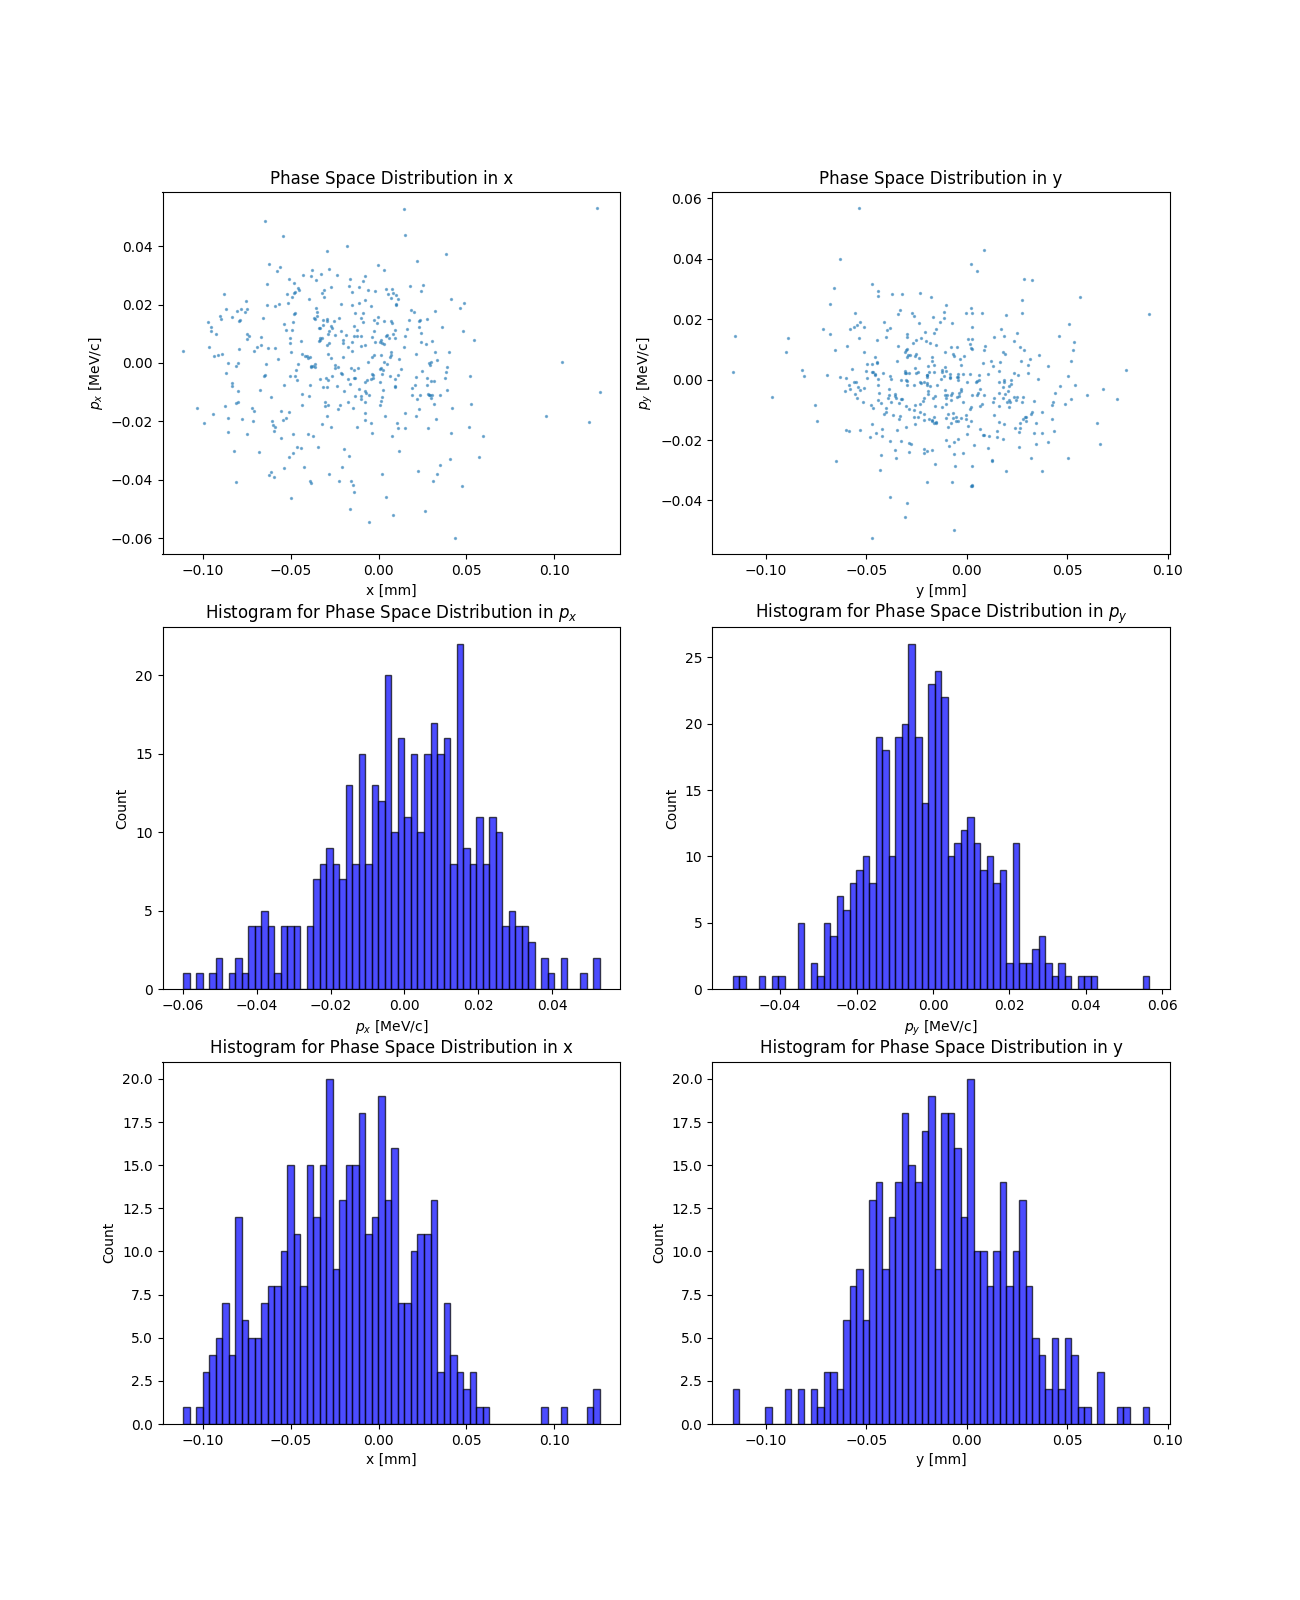 Phase Space Distribution in x
0.04
0.02
0.00
−0.02
−0.04
−0.06
p_x [MeV/c]
−0.10 −0.05 0.00 0.05 0.10
x [mm]
Phase Space Distribution in y
0.06
0.04
0.02
0.00
−0.02
−0.04
p_y [MeV/c]
−0.10 −0.05 0.00 0.05 0.10
y [mm]
Histogram for Phase Space Distribution in p_x
20
15
10
5
0
Count
−0.06 −0.04 −0.02 0.00 0.02 0.04
p_x [MeV/c]
Histogram for Phase Space Distribution in p_y
25
20
15
10
5
0
Count
−0.04 −0.02 0.00 0.02 0.04 0.06
p_y [MeV/c]
Histogram for Phase Space Distribution in x
20.0
17.5
15.0
12.5
10.0
7.5
5.0
2.5
0.0
Count
−0.10 −0.05 0.00 0.05 0.10
x [mm]
Histogram for Phase Space Distribution in y
20.0
17.5
15.0
12.5
10.0
7.5
5.0
2.5
0.0
Count
−0.10 −0.05 0.00 0.05 0.10
y [mm]